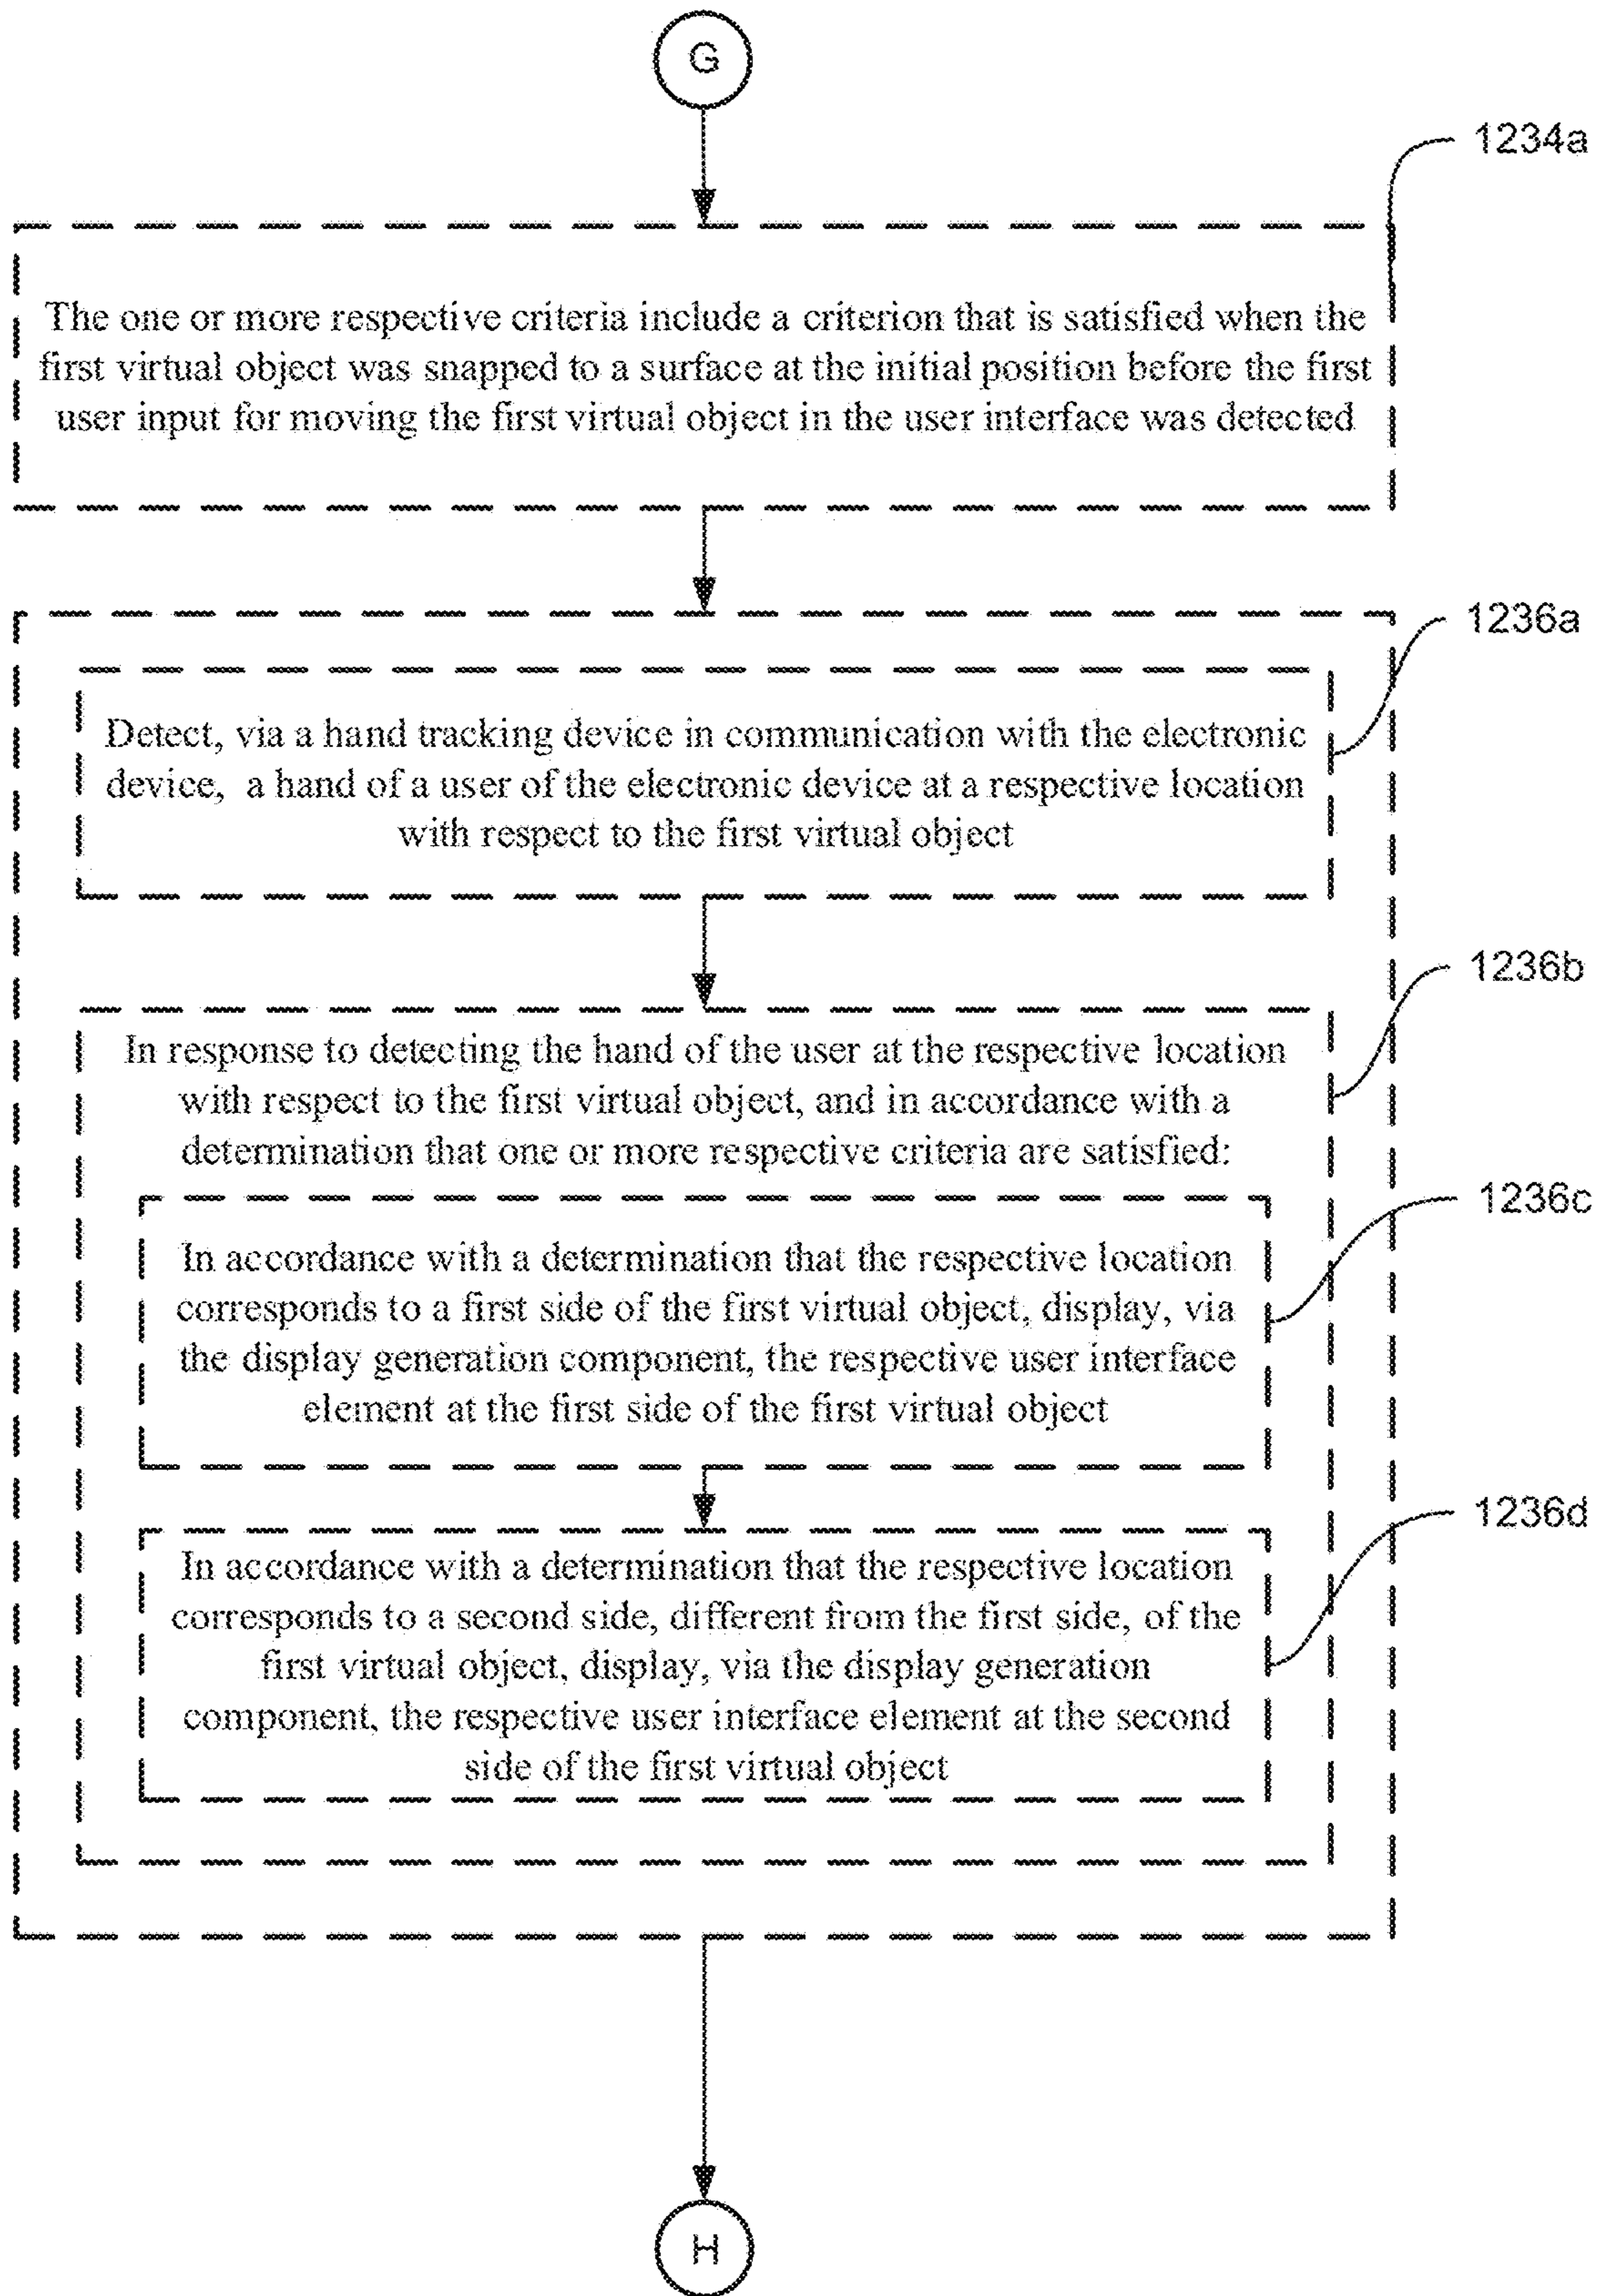 G
1234a
The one or more respective criteria include a criterion that is satisfied when the
first virtual object was snapped to a surface at the initial position before the first
user input for moving the first virtual object in the user interface was detected
1236a
Detect, via a hand tracking device in communication with the electronic
device, a hand of a user of the electronic device at a respective location
with respect to the first virtual object
1236b
In response to detecting the hand of the user at the respective location
with respect to the first virtual object, and in accordance with a
determination that one or more respective criteria are satisfied:
1236c
In accordance with a determination that the respective location
corresponds to a first side of the first virtual object, display, via
the display generation component, the respective user interface
element at the first side of the first virtual object
1236d
In accordance with a determination that the respective location
corresponds to a second side, different from the first side, of the
first virtual object, display, via the display generation
component, the respective user interface element at the second
side of the first virtual object
H